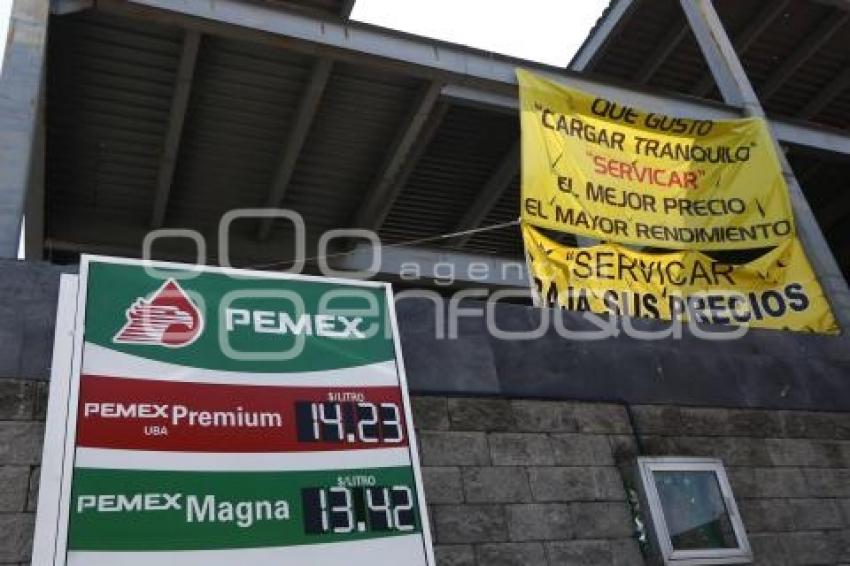 QUE GUSTO
"CARGAR TRANQUILO"
"SERVICAR"
EL MEJOR PRECIO
EL MAYOR RENDIMIENTO
"SERVICAR
BAJA SUS PRECIOS
PEMEX
S/LITRO
PEMEX Premium 14.23
UBA
S/LITRO
PEMEX Magna 13.42
agencia
enfoque